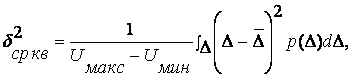 δ²ср кв = 1 / (Uмакс − Uмин) ∫Δ (Δ − Δ̅)² p(Δ)dΔ,